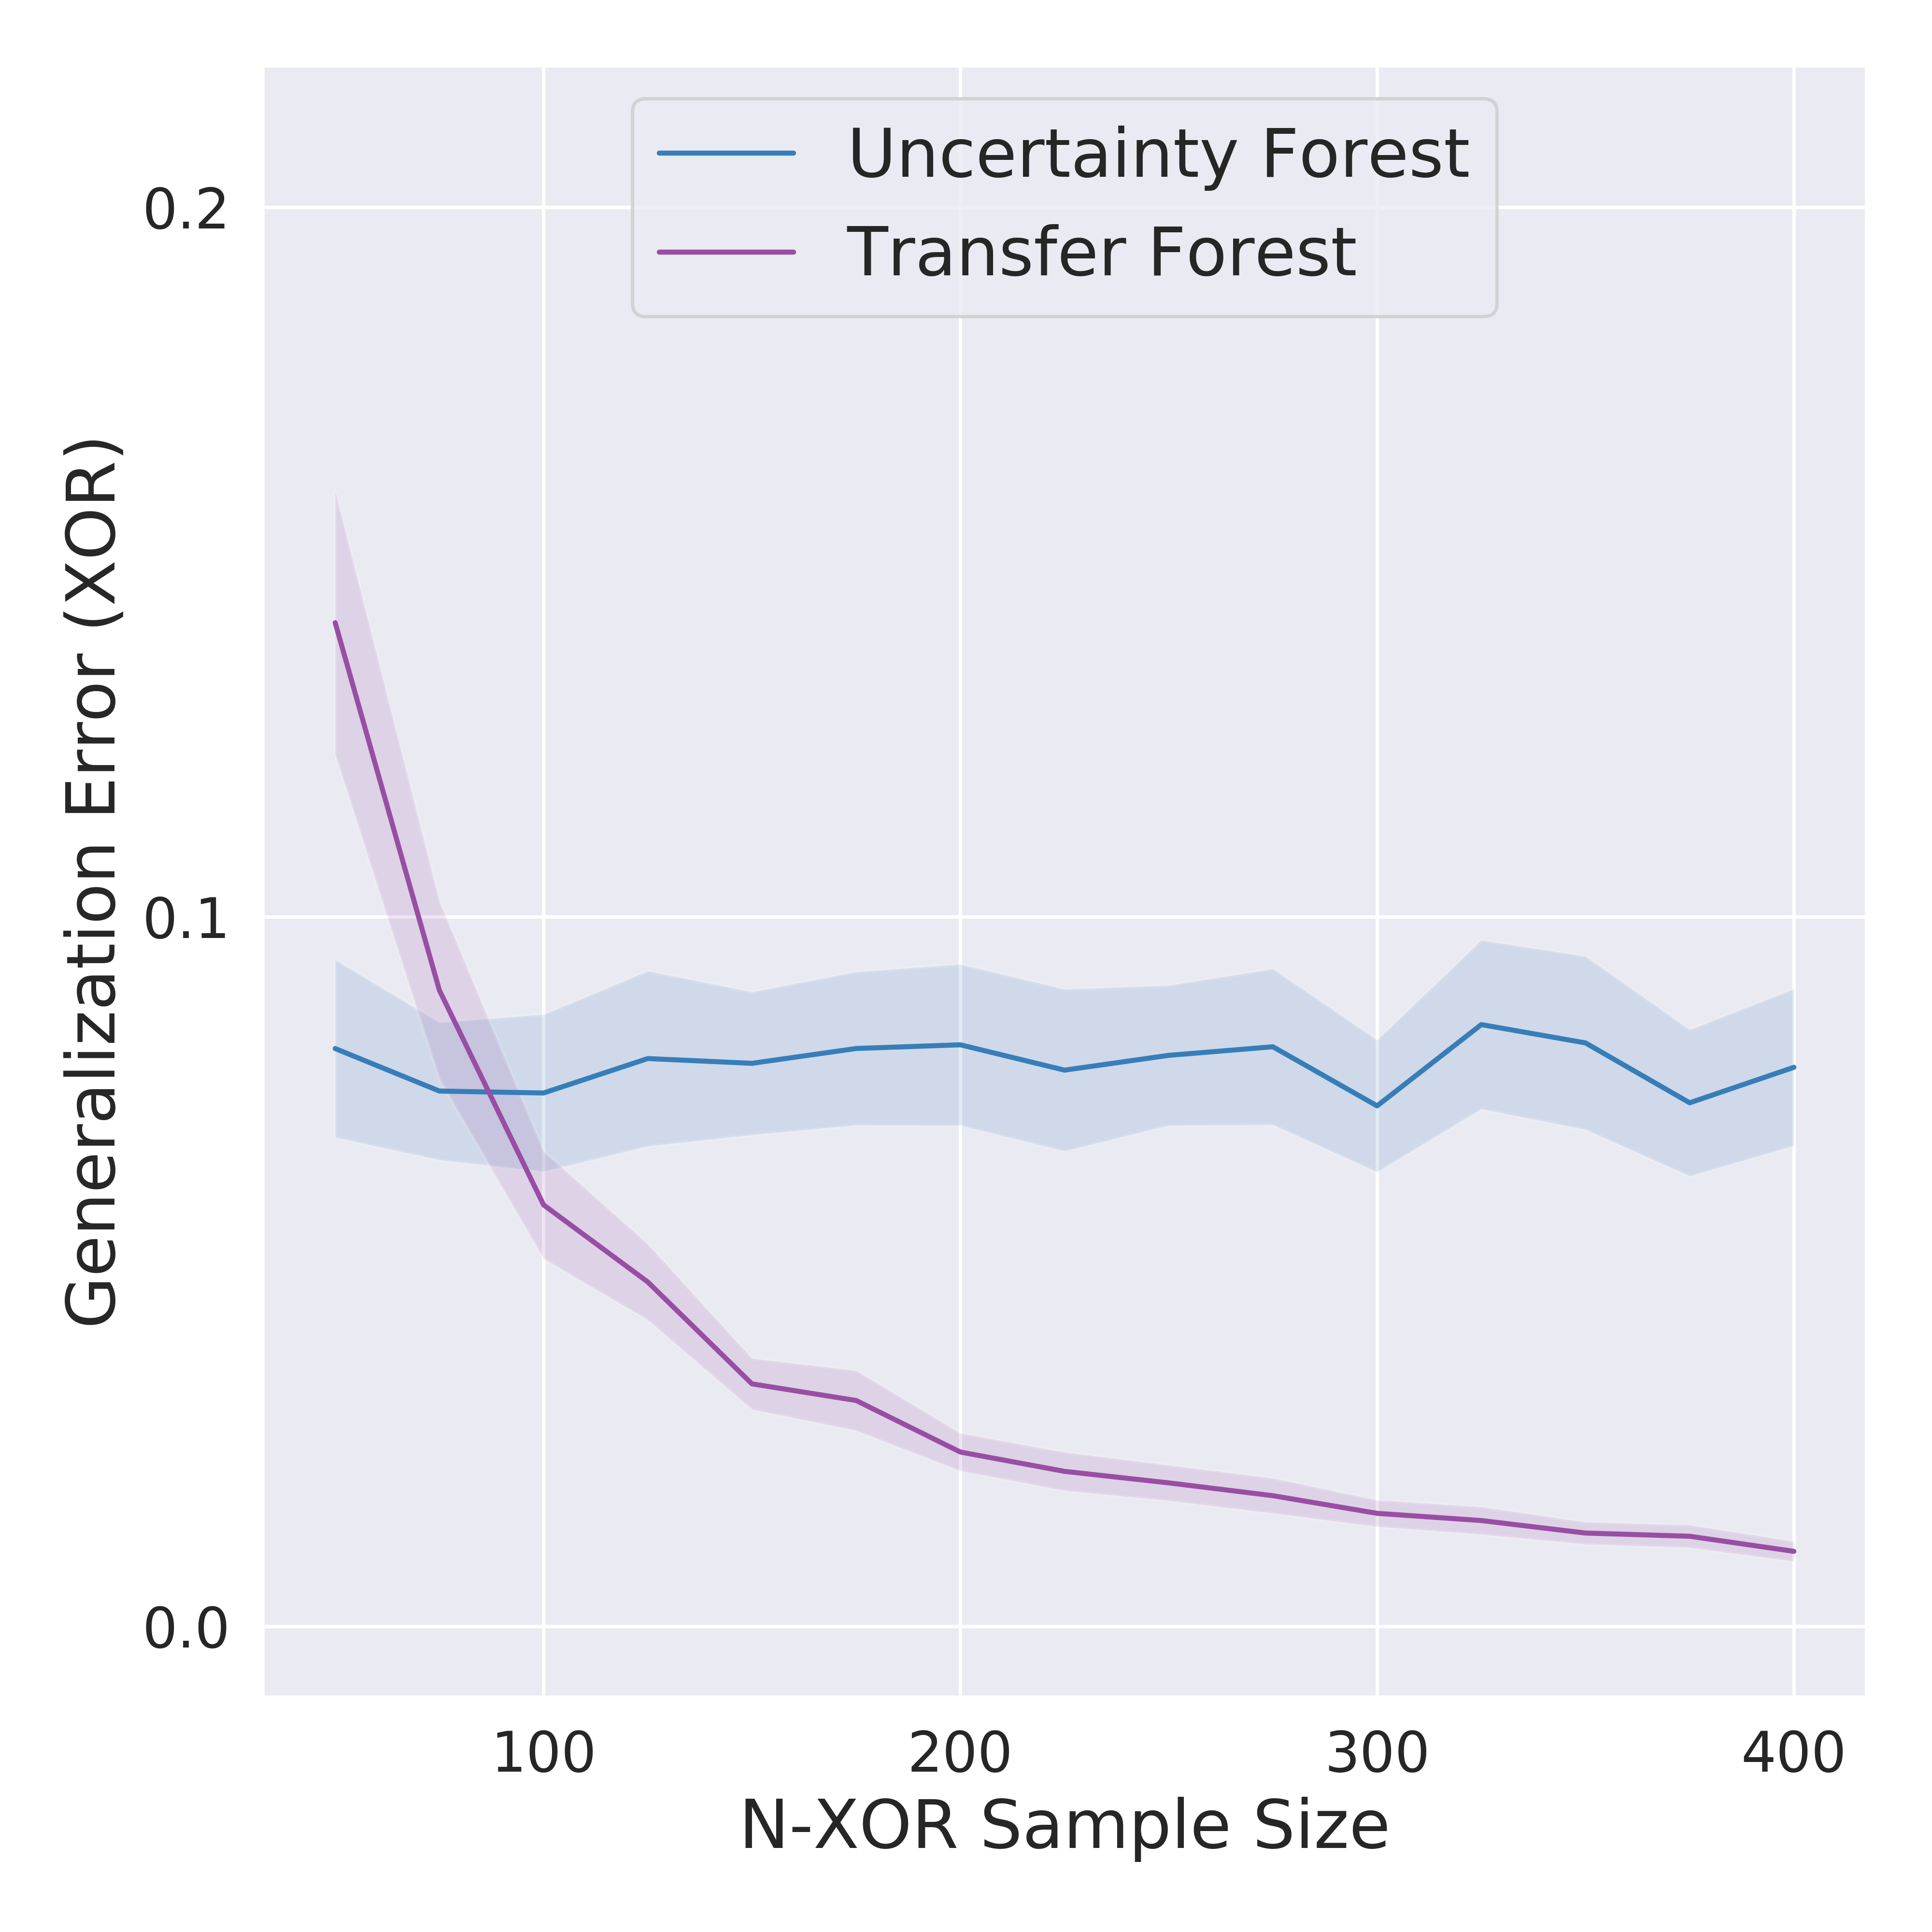 Uncertainty Forest
Transfer Forest
Generalization Error (XOR)
0.2
0.1
0.0
100 200 300 400
N-XOR Sample Size